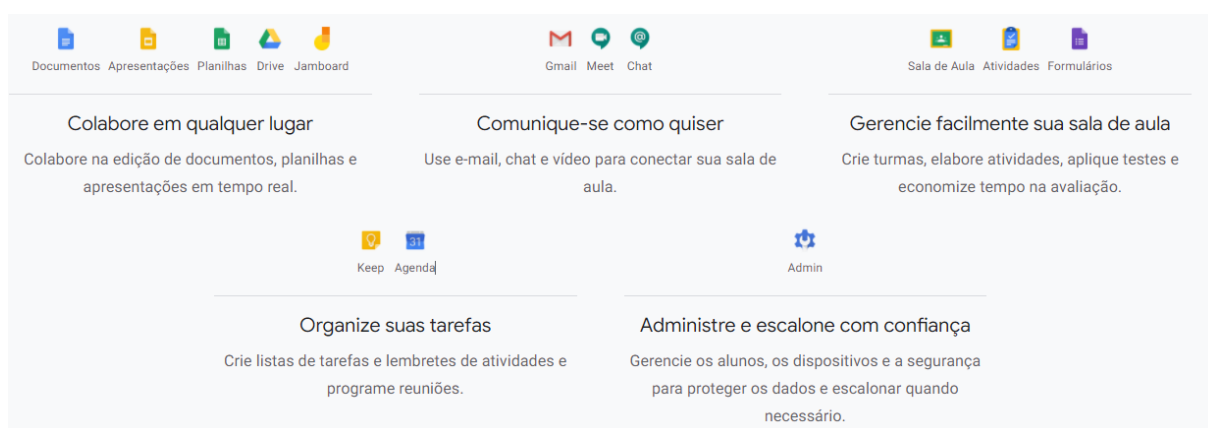 Documentos Apresentações Planilhas Drive Jamboard
Gmail Meet Chat
Sala de Aula Atividades Formulários
Colabore em qualquer lugar
Colabore na edição de documentos, planilhas e
apresentações em tempo real.
Comunique-se como quiser
Use e-mail, chat e vídeo para conectar sua sala de
aula.
Gerencie facilmente sua sala de aula
Crie turmas, elabore atividades, aplique testes e
economize tempo na avaliação.
31
Keep Agenda
Admin
Organize suas tarefas
Crie listas de tarefas e lembretes de atividades e
programe reuniões.
Administre e escalone com confiança
Gerencie os alunos, os dispositivos e a segurança
para proteger os dados e escalonar quando
necessário.